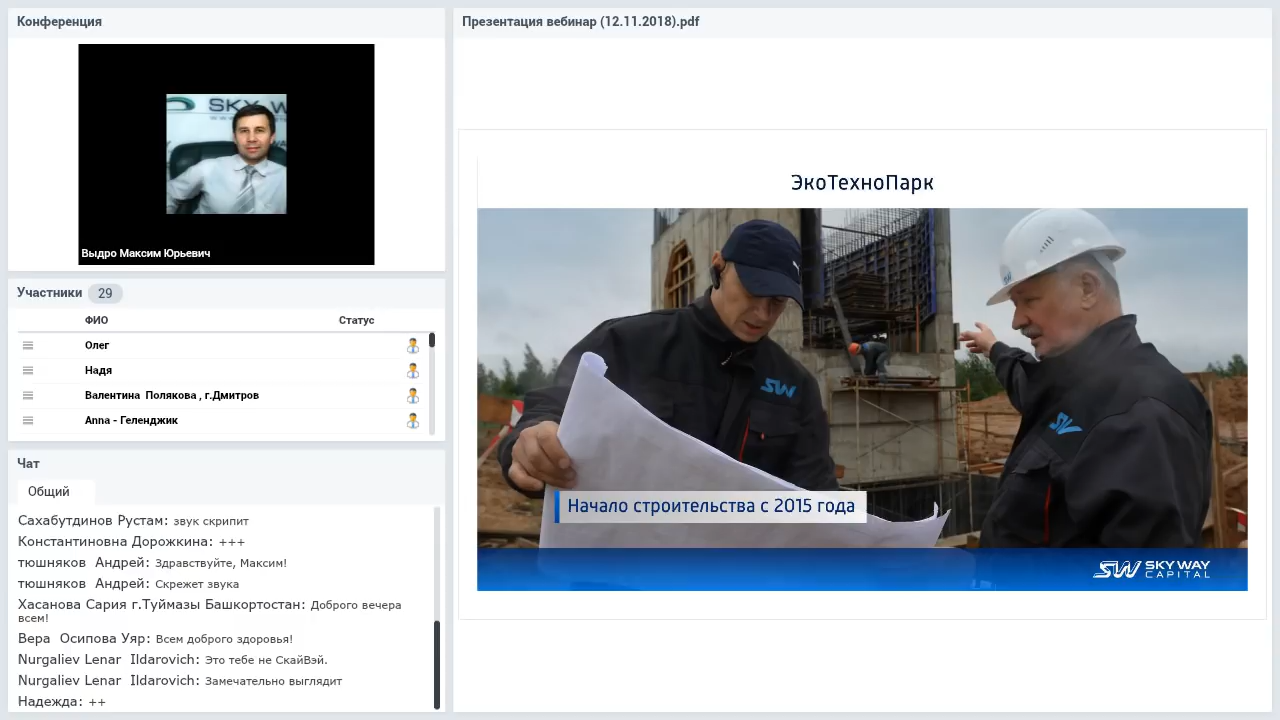 Конференция
SKY W
Выдро Максим Юрьевич
Участники 29
ФИО Статус
Олег
Надя
Валентина Полякова , г.Дмитров
Anna - Геленджик
Чат
Общий
Сахабутдинов Рустам: звук скрипит
Константиновна Дорожкина: +++
тюшняков Андрей: Здравствуйте, Максим!
тюшняков Андрей: Скрежет звука
Хасанова Сария г.Туймазы Башкортостан: Доброго вечера
всем!
Вера Осипова Уяр: Всем доброго здоровья!
Nurgaliev Lenar Ildarovich: Это тебе не СкайВэй.
Nurgaliev Lenar Ildarovich: Замечательно выглядит
Надежда: ++
Презентация вебинар (12.11.2018).pdf
ЭкоТехноПарк
SW
Начало строительства с 2015 года
SW SKY WAY
CAPITAL